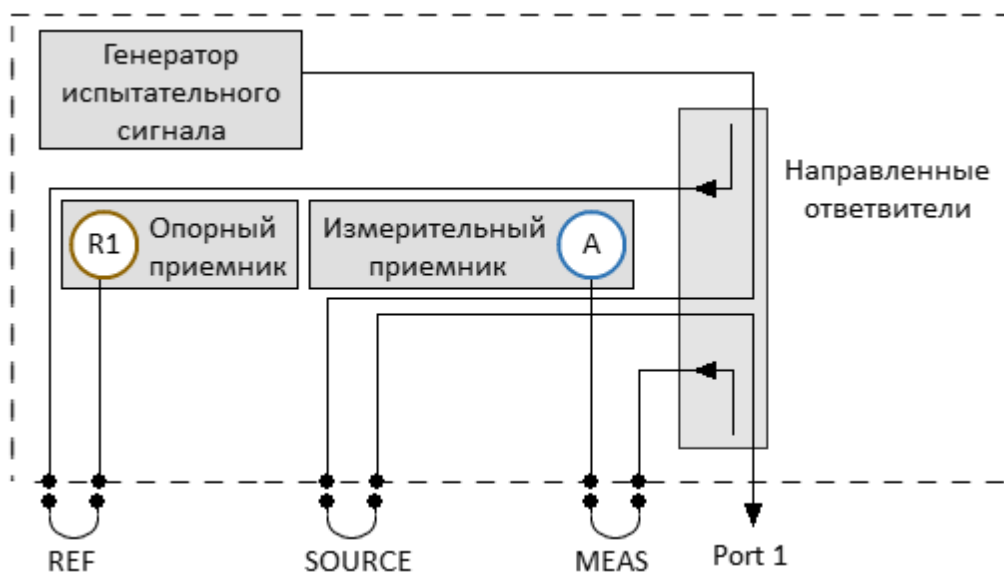 Генератор
испытательного
сигнала
Направленные
ответвители
R1
Опорный
приемник
Измерительный
приемник
A
REF
SOURCE
MEAS
Port 1